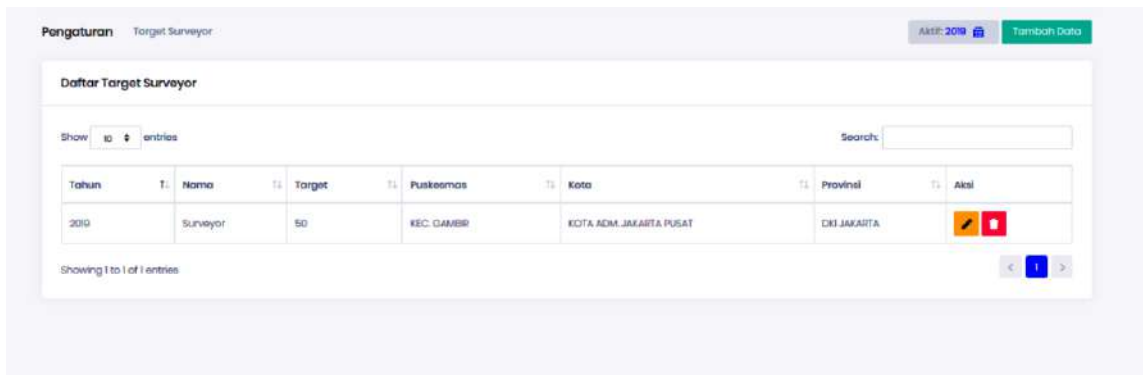 Pengaturan Target Surveyor Aktif: 2019 Tambah Data
Daftar Target Surveyor
Show 10 entries Search:
Tahun Nama Target Puskesmas Kota Provinsi Aksi
2019 Surveyor 50 KEC. GAMBIR KOTA ADM. JAKARTA PUSAT DKI JAKARTA
Showing 1 to 1 of 1 entries < 1 >